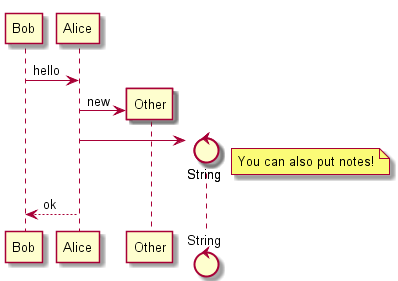 Bob Alice
hello
new Other
String
You can also put notes!
ok
Bob Alice Other String